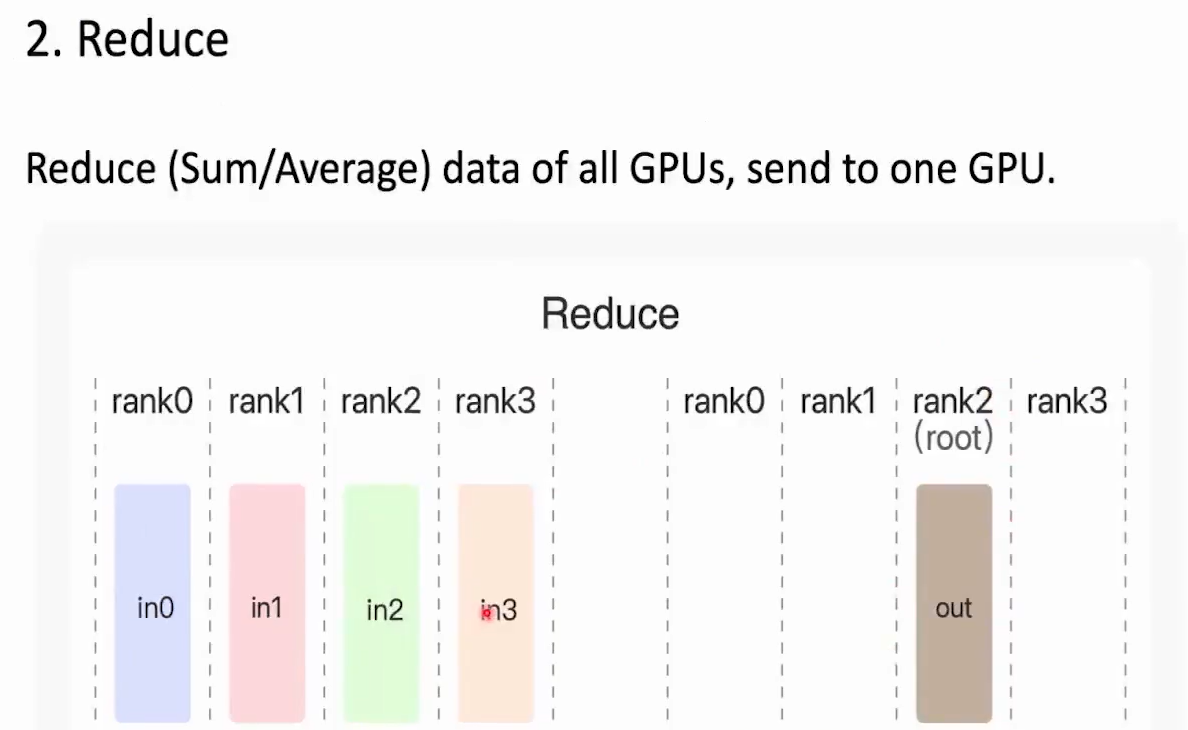 2. Reduce
Reduce (Sum/Average) data of all GPUs, send to one GPU.
Reduce
rank0 rank1 rank2 rank3 rank0 rank1 rank2 rank3
(root)
in0 in1 in2 in3 out